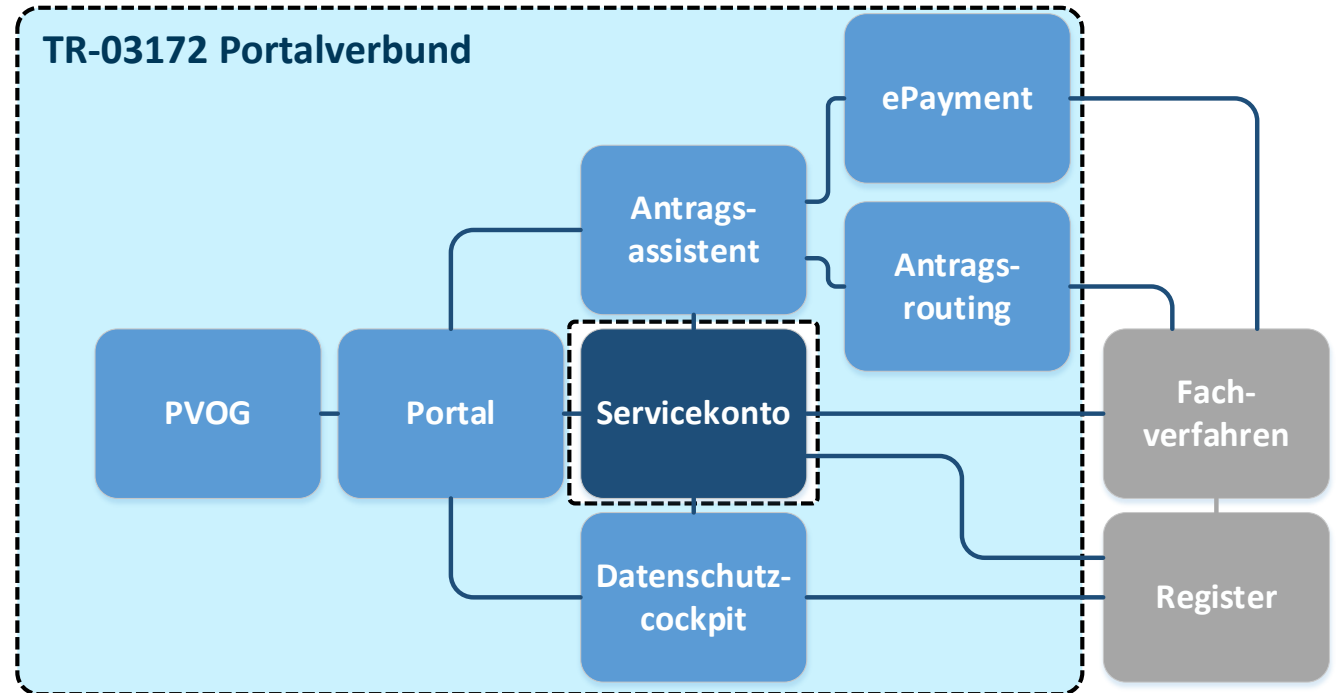 TR-03172 Portalverbund
ePayment
Antrags-
assistent
Antrags-
routing
PVOG
Portal
Servicekonto
Fach-
verfahren
Datenschutz-
cockpit
Register